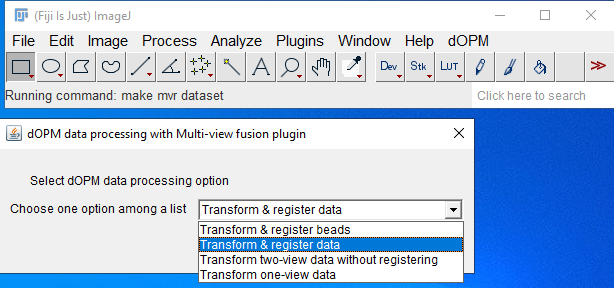 (Fiji Is Just) ImageJ
File Edit Image Process Analyze Plugins Window Help dOPM
A Dev Stk LUT >>
Running command: make mvr dataset Click here to search
dOPM data processing with Multi-view fusion plugin
Select dOPM data processing option
Choose one option among a list Transform & register data
Transform & register beads
Transform & register data
Transform two-view data without registering
Transform one-view data